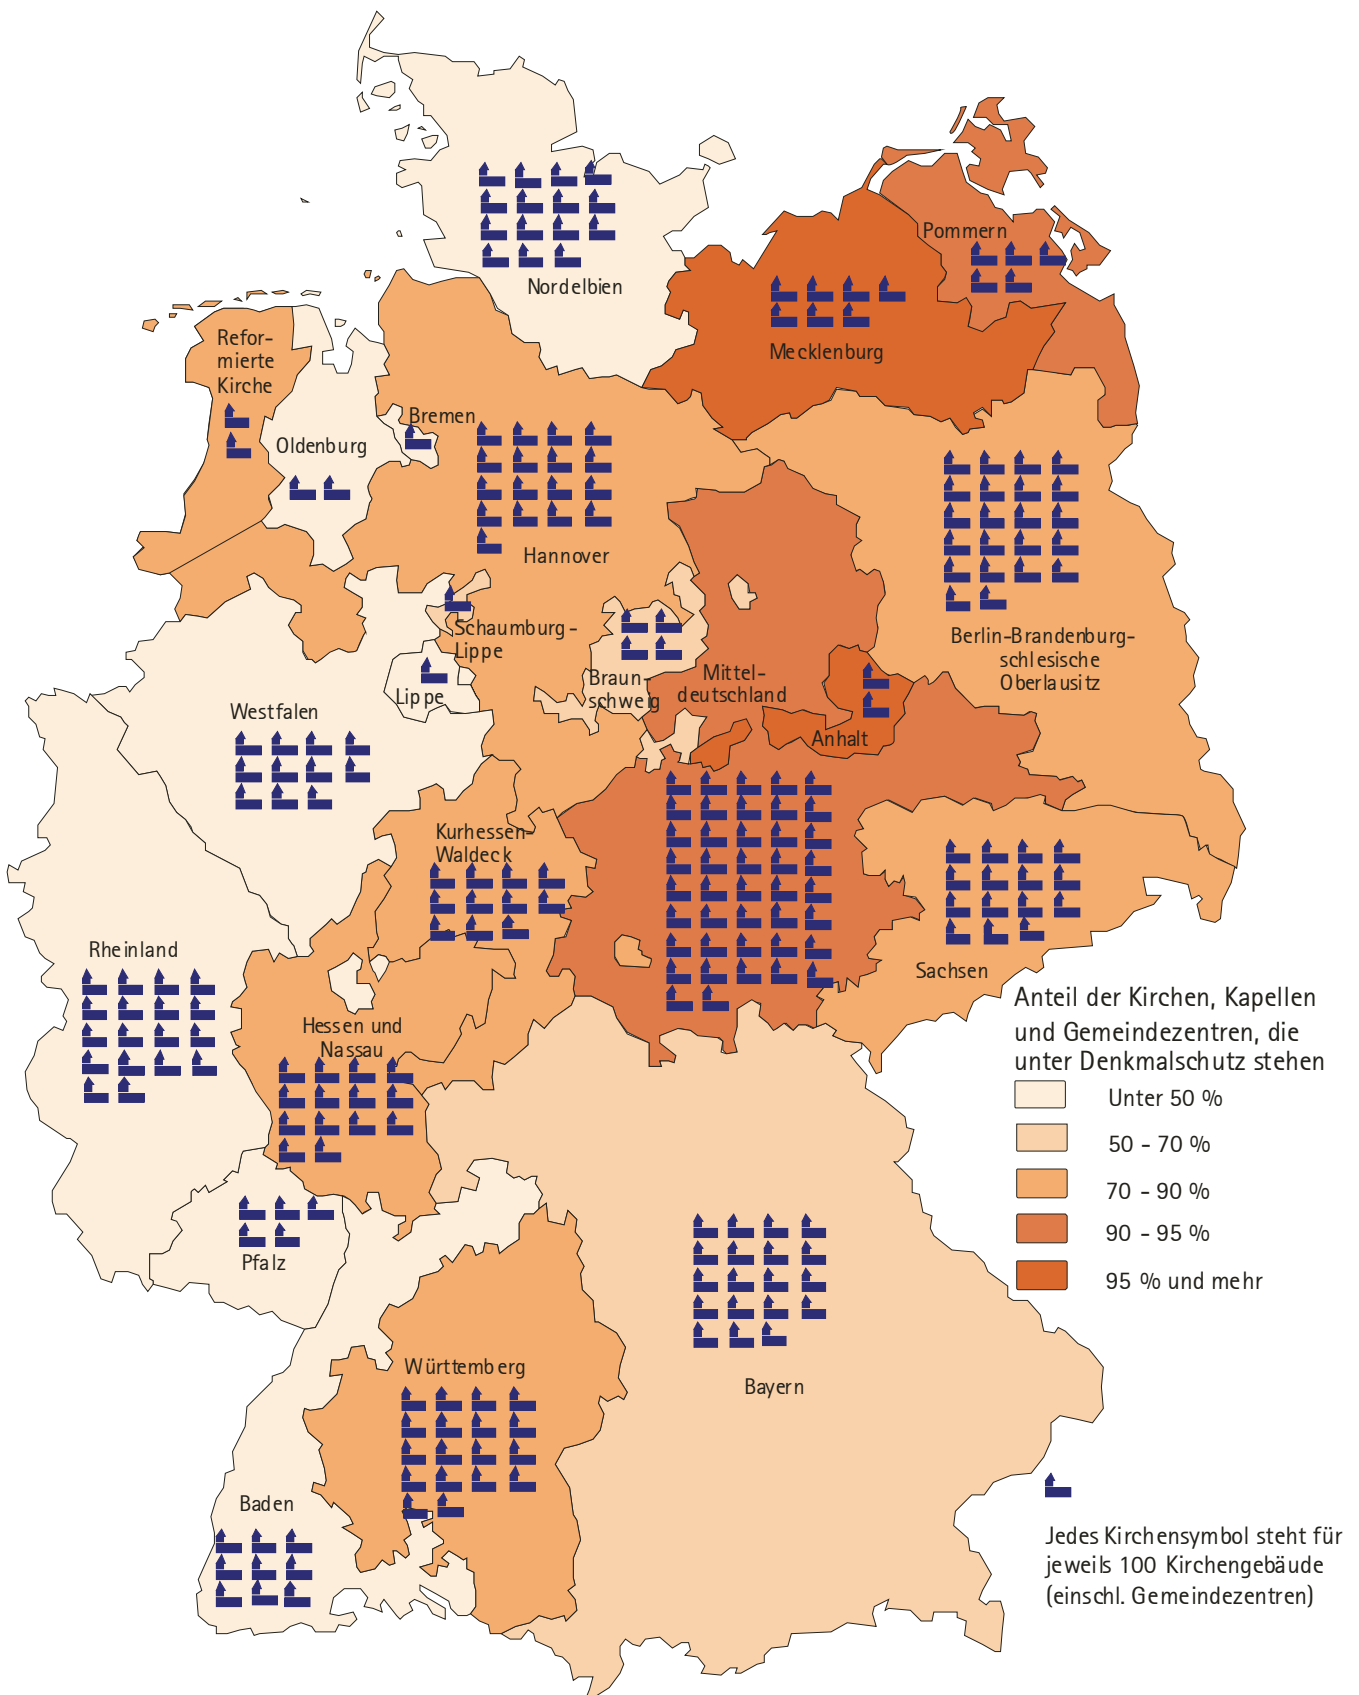 Pommern
Nordelbien
Mecklenburg
Refor-
mierte
Kirche
Bremen
Oldenburg
Hannover
Schaumburg-
Lippe
Berlin-Brandenburg-
schlesische
Oberlausitz
Lippe
Braun-
schweig
Mittel-
deutschland
Westfalen
Anhalt
Kurhessen-
Waldeck
Rheinland
Sachsen
Hessen und
Nassau
Anteil der Kirchen, Kapellen
und Gemeindezentren, die
unter Denkmalschutz stehen
Unter 50 %
50 - 70 %
70 - 90 %
90 - 95 %
95 % und mehr
Pfalz
Württemberg
Bayern
Baden
Jedes Kirchensymbol steht für
jeweils 100 Kirchengebäude
(einschl. Gemeindezentren)